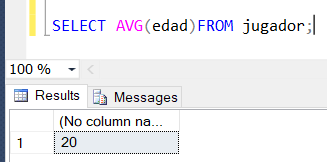 SELECT AVG(edad)FROM jugador;
100 %
Results Messages
(No column na...
1 20